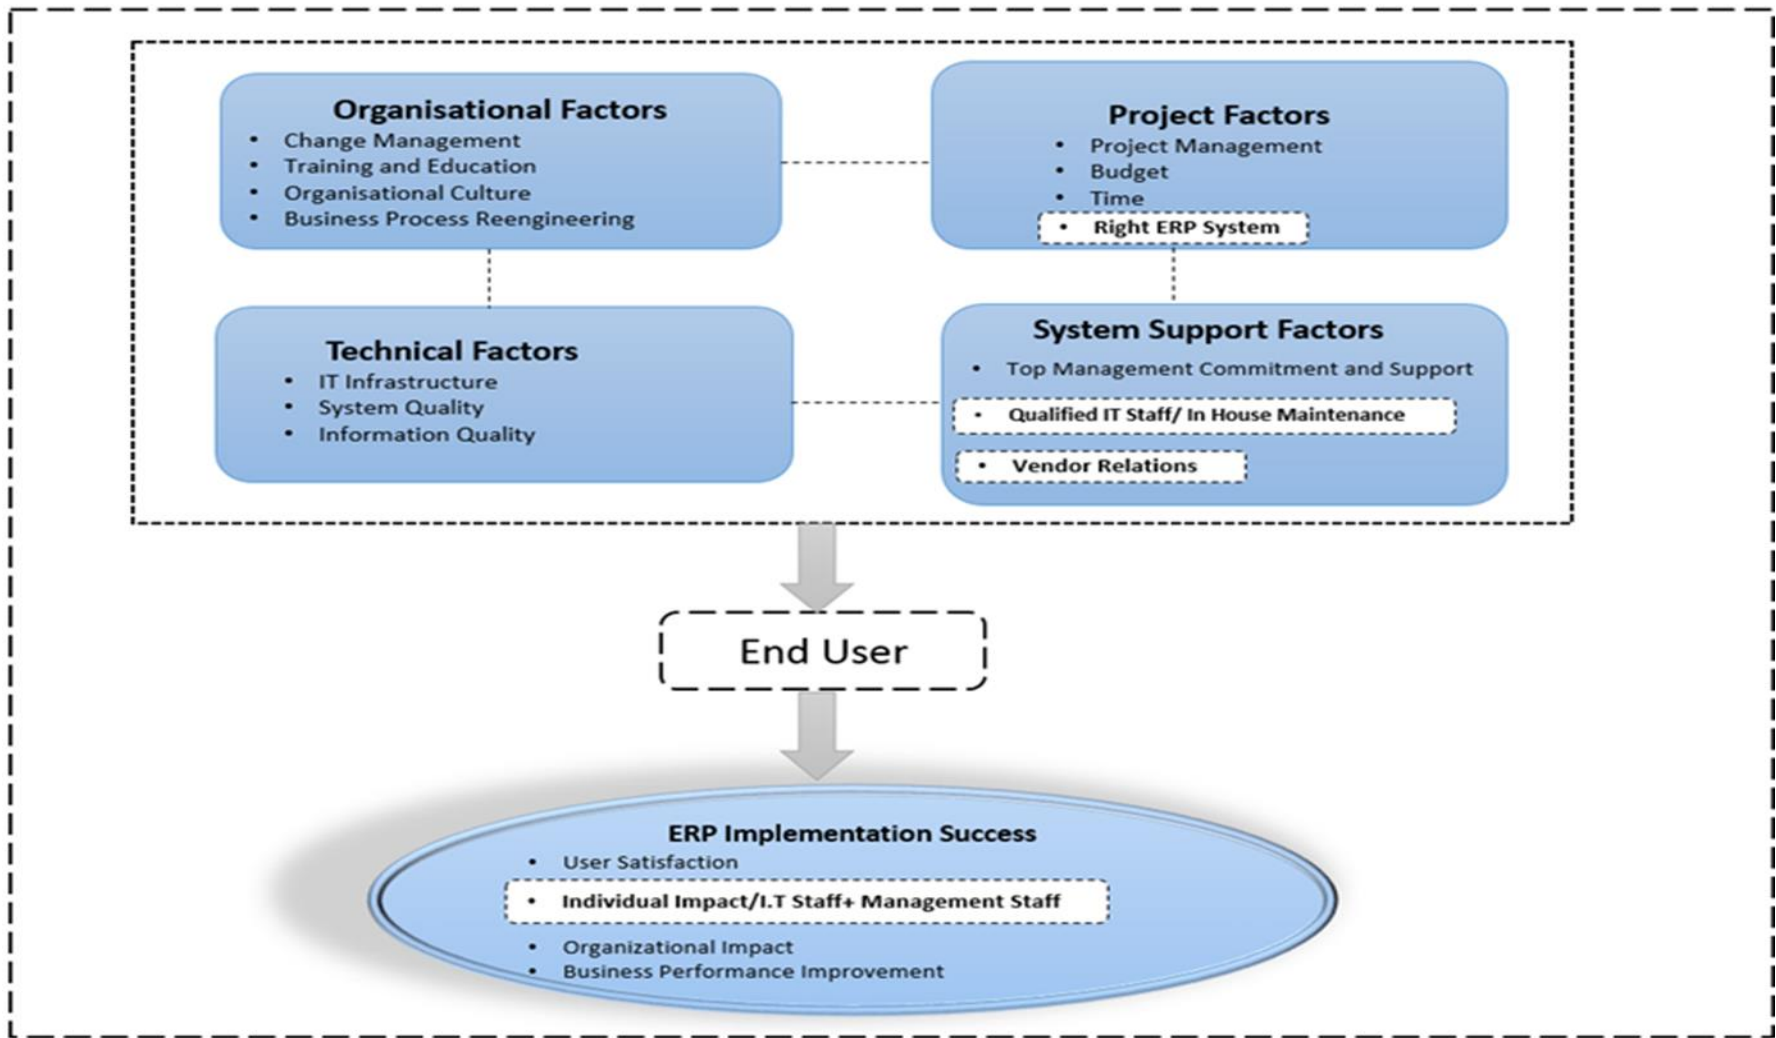 Organisational Factors
• Change Management
• Training and Education
• Organisational Culture
• Business Process Reengineering
Project Factors
• Project Management
• Budget
• Time
• Right ERP System
Technical Factors
• IT Infrastructure
• System Quality
• Information Quality
System Support Factors
• Top Management Commitment and Support
• Qualified IT Staff/ In House Maintenance
• Vendor Relations
End User
ERP Implementation Success
• User Satisfaction
• Individual Impact/I.T Staff+ Management Staff
• Organizational Impact
• Business Performance Improvement